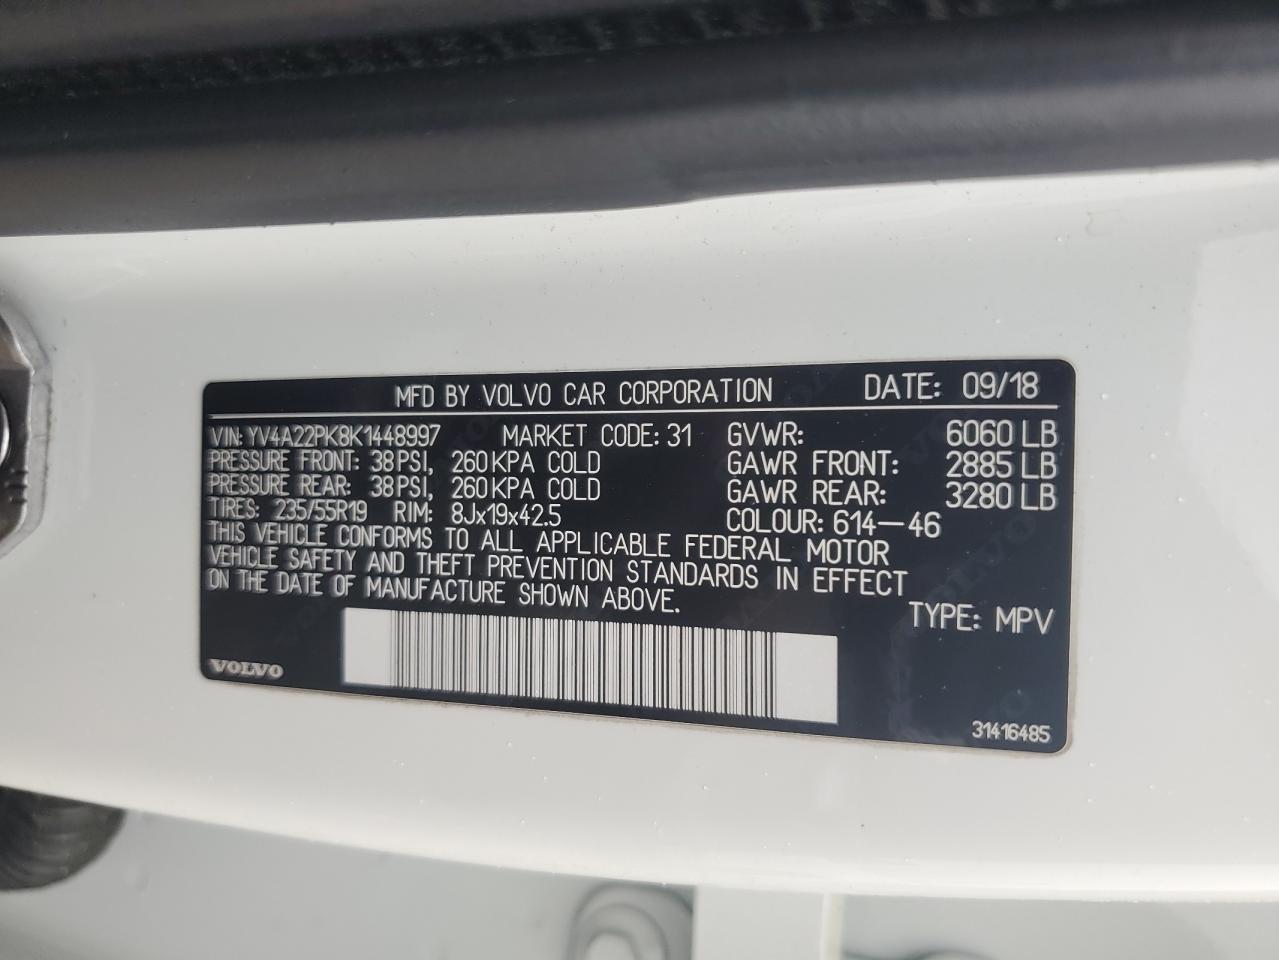 MFD BY VOLVO CAR CORPORATION DATE: 09/18
VIN: YV4A22PK8K1448997 MARKET CODE: 31 GVWR: 6060 LB
PRESSURE FRONT: 38 PSI, 260 KPA COLD GAWR FRONT: 2885 LB
PRESSURE REAR: 38 PSI, 260 KPA COLD GAWR REAR: 3280 LB
TIRES: 235/55R19 RIM: 8Jx19x42.5 COLOUR: 614-46
THIS VEHICLE CONFORMS TO ALL APPLICABLE FEDERAL MOTOR
VEHICLE SAFETY AND THEFT PREVENTION STANDARDS IN EFFECT
ON THE DATE OF MANUFACTURE SHOWN ABOVE.
TYPE: MPV
VOLVO
31416485